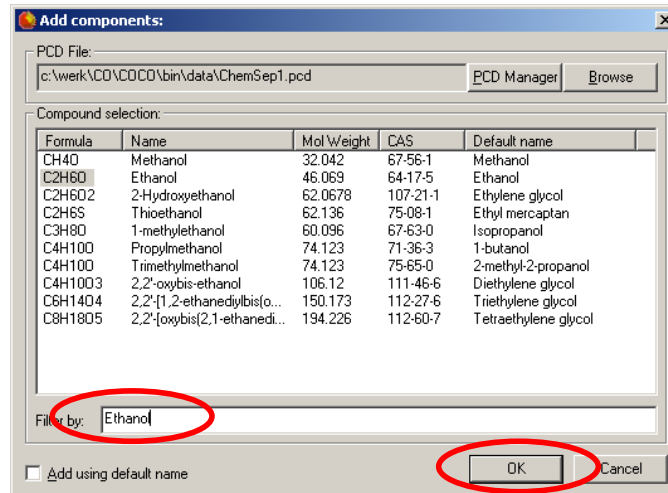 Add components:
PCD File:
c:\werk\CO\COCO\bin\data\ChemSep1.pcd PCD Manager Browse
Compound selection:
Formula Name Mol Weight CAS Default name
CH4O Methanol 32.042 67-56-1 Methanol
C2H6O Ethanol 46.069 64-17-5 Ethanol
C2H6O2 2-Hydroxyethanol 62.0678 107-21-1 Ethylene glycol
C2H6S Thioethanol 62.136 75-08-1 Ethyl mercaptan
C3H8O 1-methylethanol 60.096 67-63-0 Isopropanol
C4H10O Propylmethanol 74.123 71-36-3 1-butanol
C4H10O Trimethylmethanol 74.123 75-65-0 2-methyl-2-propanol
C4H10O3 2,2'-oxybis-ethanol 106.12 111-46-6 Diethylene glycol
C6H14O4 2,2'-[1,2-ethanediylbis(o... 150.173 112-27-6 Triethylene glycol
C8H18O5 2,2'-[oxybis(2,1-ethanedi... 194.226 112-60-7 Tetraethylene glycol
Filter by: Ethanol
Add using default name OK Cancel